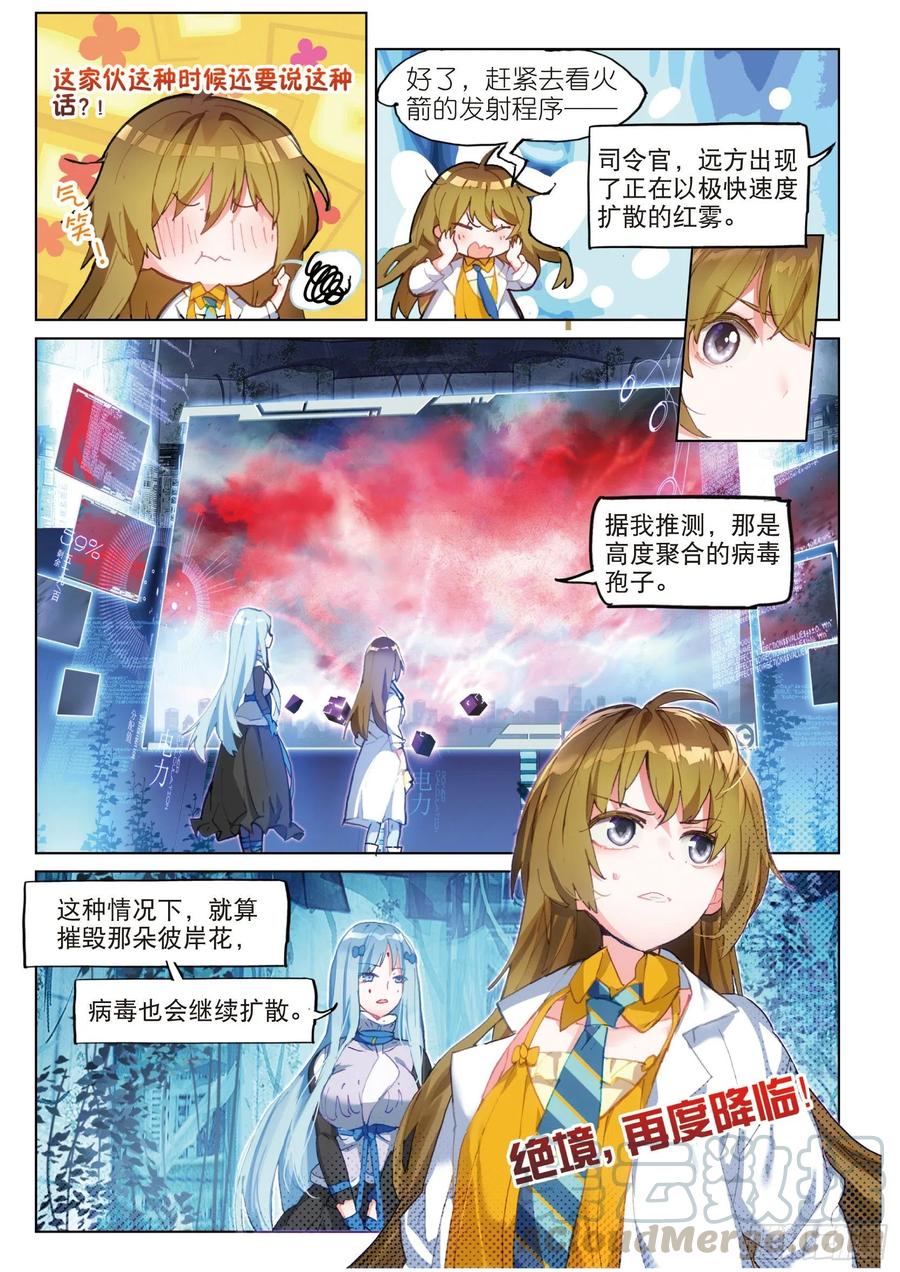 这家伙这种时候还要说这种
话?!
气笑!
好了，赶紧去看火
箭的发射程序——
司令官，远方出现
了正在以极快速度
扩散的红雾。
59%
据我推测，那是
高度聚合的病毒
孢子。
分配值
电力
电力
这种情况下，就算
摧毁那朵彼岸花，
病毒也会继续扩散。
绝境，再度降临!